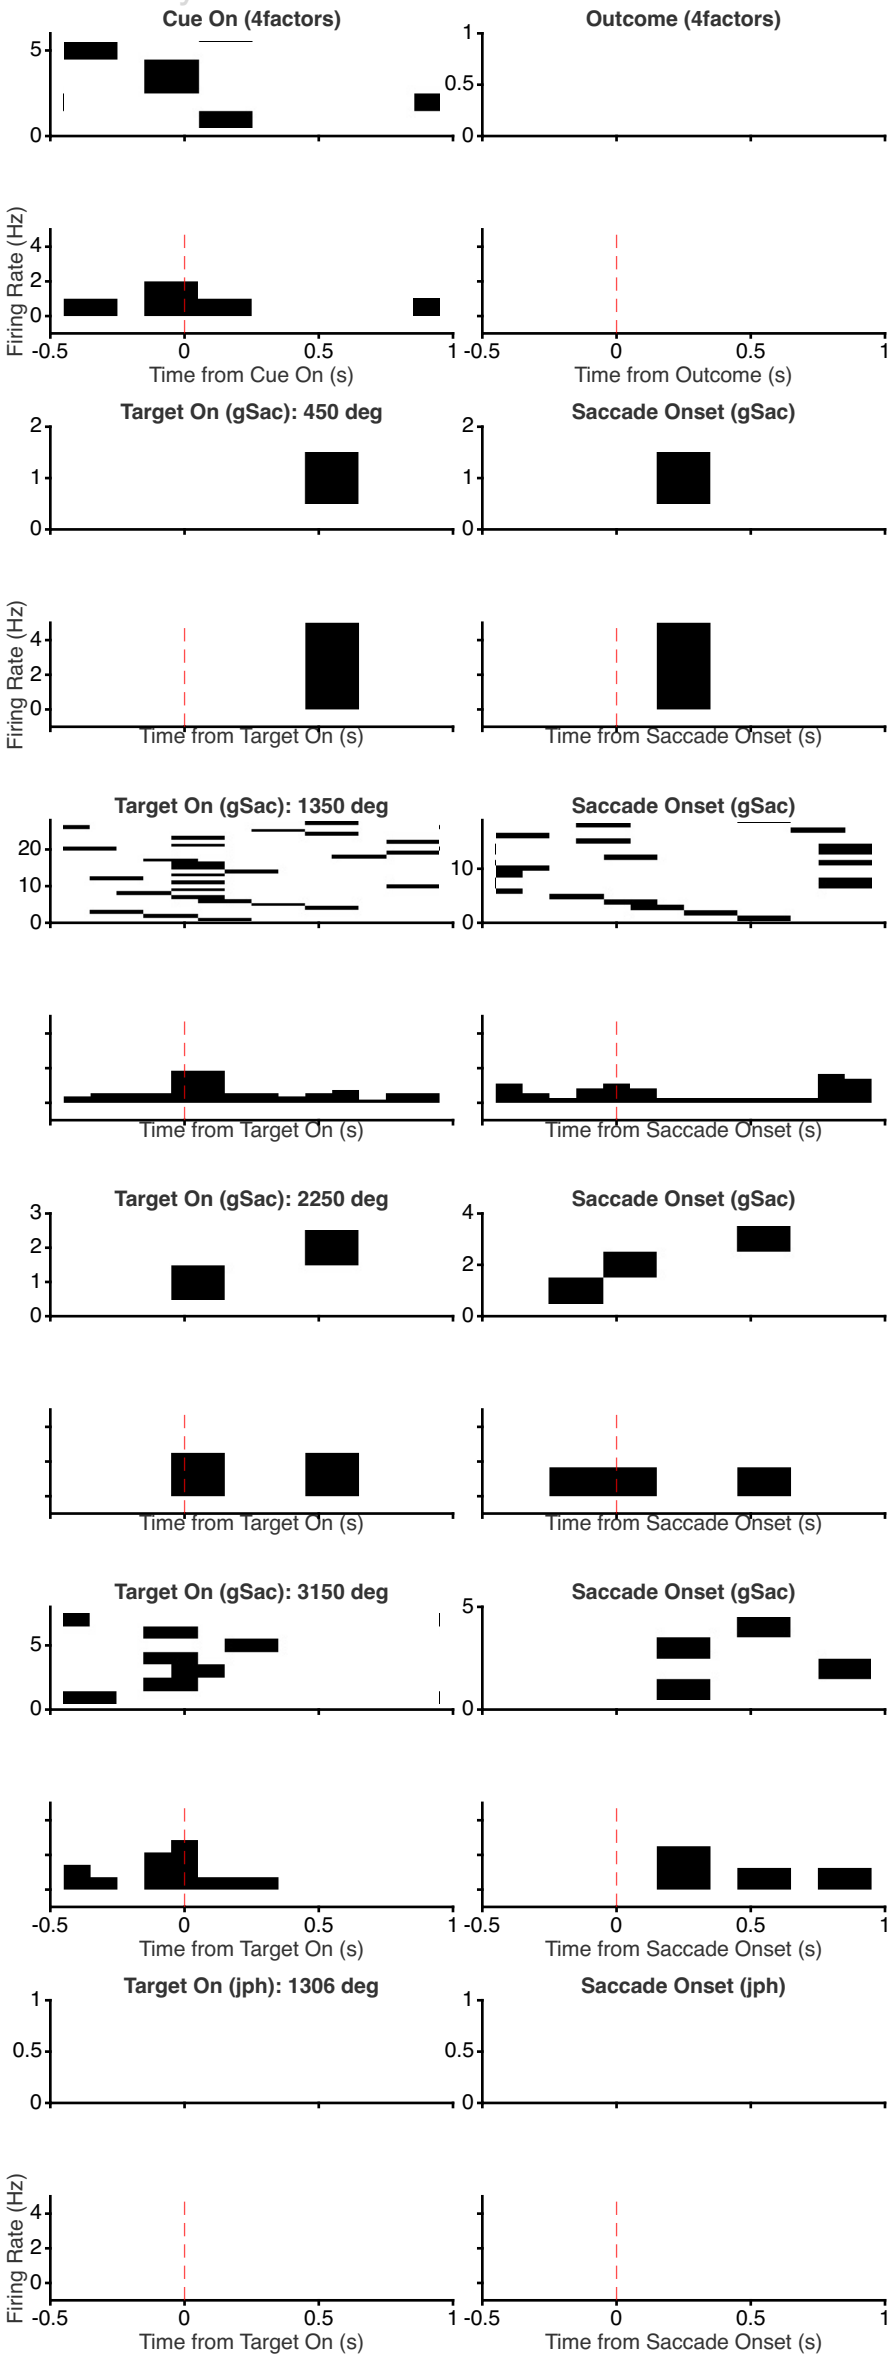 Cue On (4factors) Outcome (4factors)
5 1
0.5
0 0
Firing Rate (Hz)
4
2
0
-0.5 0 0.5 1 -0.5 0 0.5 1
Time from Cue On (s) Time from Outcome (s)
Target On (gSac): 450 deg Saccade Onset (gSac)
2 2
1 1
0 0
Firing Rate (Hz)
4
2
0
Time from Target On (s) Time from Saccade Onset (s)
Target On (gSac): 1350 deg Saccade Onset (gSac)
20
10 10
0 0
Time from Target On (s) Time from Saccade Onset (s)
Target On (gSac): 2250 deg Saccade Onset (gSac)
3 4
2 2
1
0 0
Time from Target On (s) Time from Saccade Onset (s)
Target On (gSac): 3150 deg Saccade Onset (gSac)
5 5
0 0
-0.5 0 0.5 1 -0.5 0 0.5 1
Time from Target On (s) Time from Saccade Onset (s)
Target On (jph): 1306 deg Saccade Onset (jph)
1 1
0.5 0.5
0 0
Firing Rate (Hz)
4
2
0
-0.5 0 0.5 1 -0.5 0 0.5 1
Time from Target On (s) Time from Saccade Onset (s)